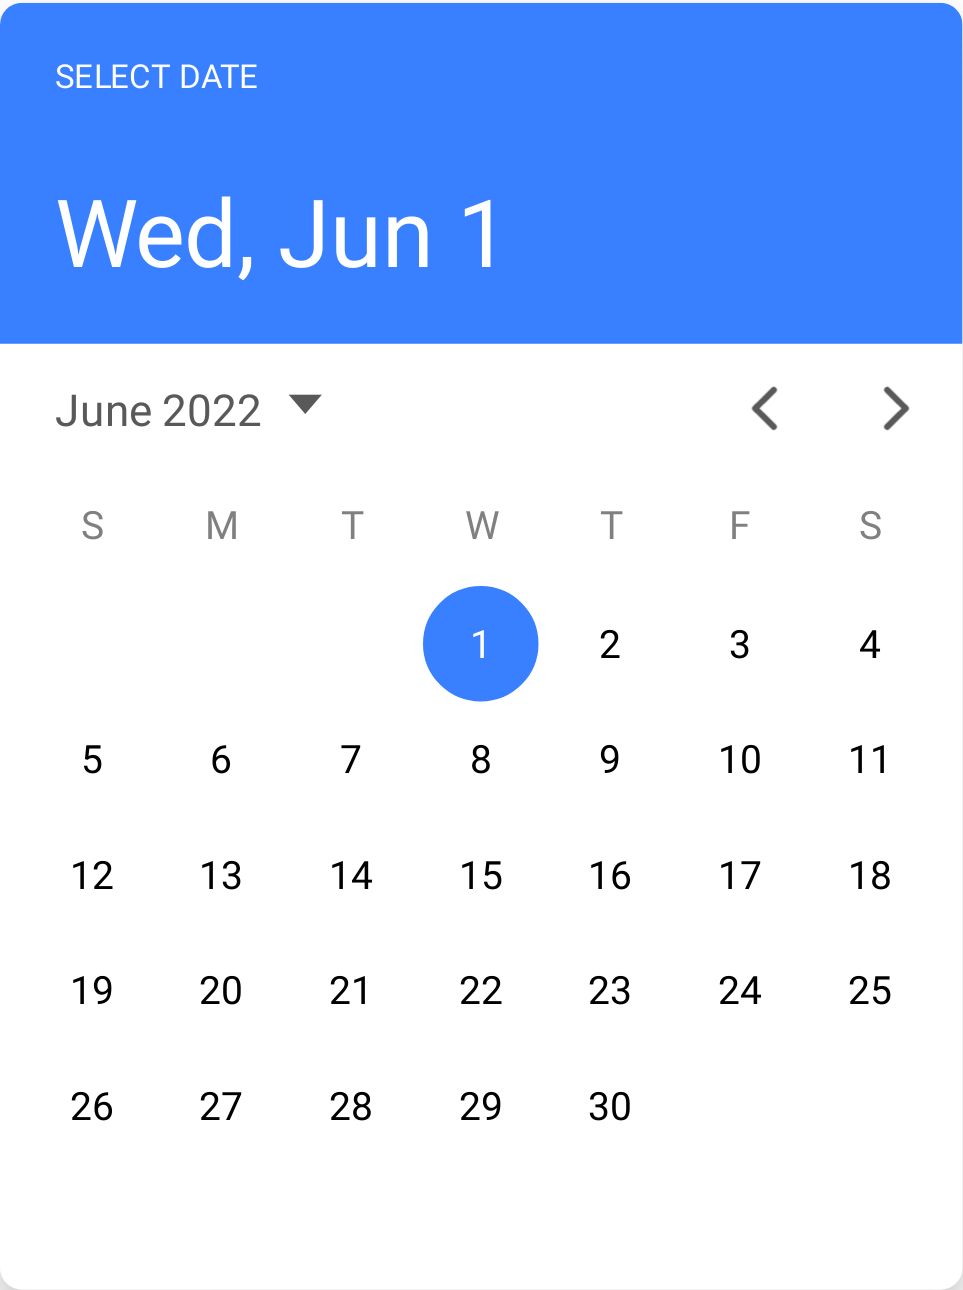 SELECT DATE
Wed, Jun 1
June 2022
S M T W T F S
1 2 3 4
5 6 7 8 9 10 11
12 13 14 15 16 17 18
19 20 21 22 23 24 25
26 27 28 29 30